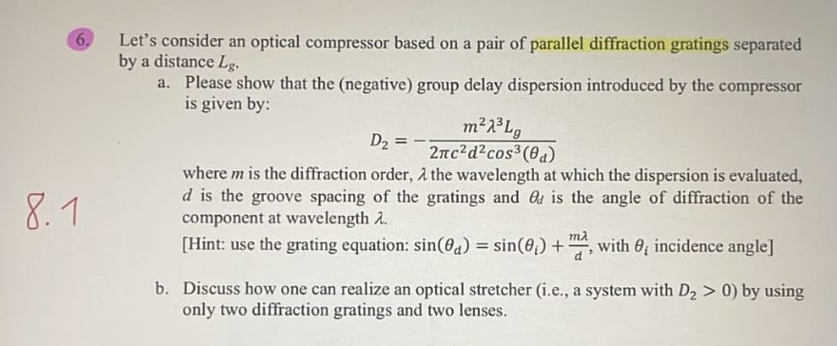 6. Let's consider an optical compressor based on a pair of parallel diffraction gratings separated
by a distance L_g.
a. Please show that the (negative) group delay dispersion introduced by the compressor
is given by:
D₂ = − m²λ³L_g / 2πc²d²cos³(θ_d)
where m is the diffraction order, λ the wavelength at which the dispersion is evaluated,
d is the groove spacing of the gratings and θ_d is the angle of diffraction of the
8.1
component at wavelength λ.
[Hint: use the grating equation: sin(θ_d) = sin(θ_i) + mλ/d, with θ_i incidence angle]
b. Discuss how one can realize an optical stretcher (i.e., a system with D₂ > 0) by using
only two diffraction gratings and two lenses.